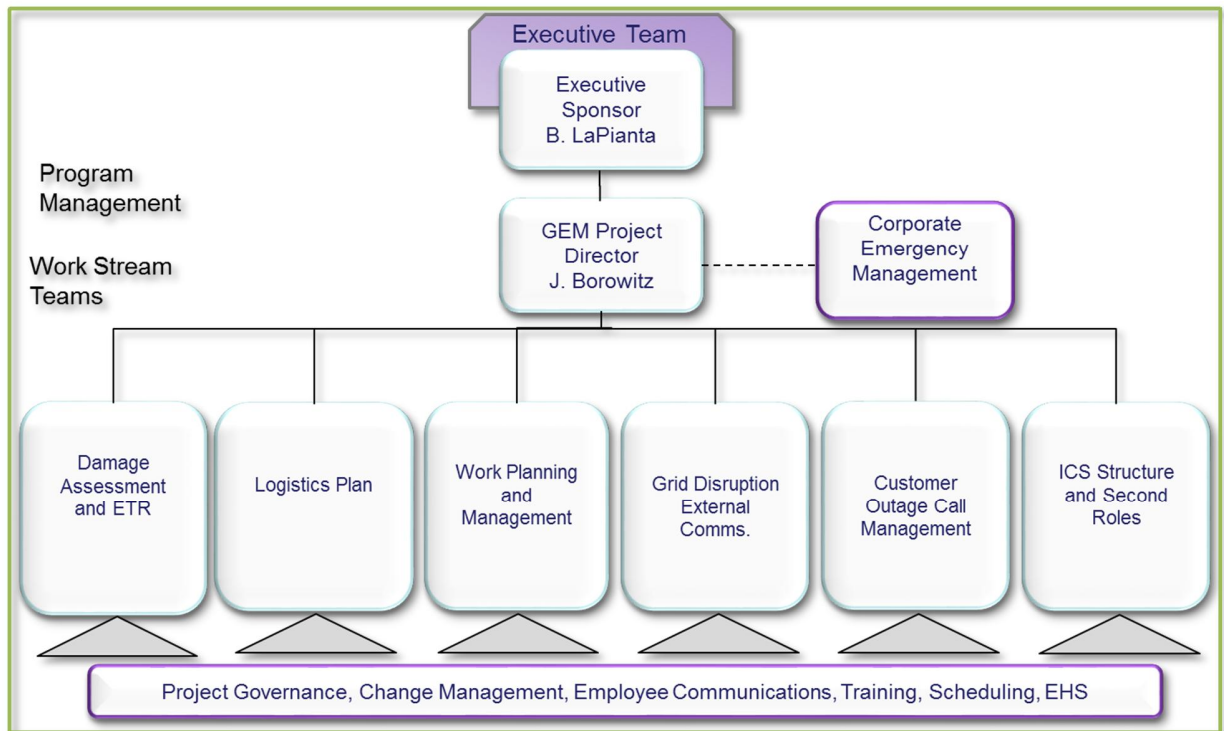 Executive Team
Executive
Sponsor
B. LaPianta
Program
Management
GEM Project
Director
J. Borowitz
Corporate
Emergency
Management
Work Stream
Teams
Damage
Assessment
and ETR
Logistics Plan
Work Planning
and
Management
Grid Disruption
External
Comms.
Customer
Outage Call
Management
ICS Structure
and Second
Roles
Project Governance, Change Management, Employee Communications, Training, Scheduling, EHS